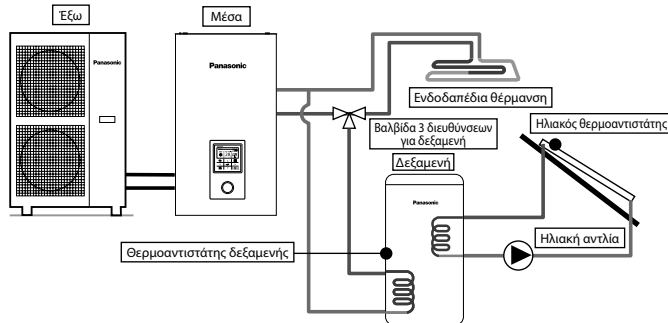 Έξω
Μέσα
Panasonic
Panasonic
Ενδοδαπέδια θέρμανση
Ηλιακός θερμοαντιστάτης
Βαλβίδα 3 διευθύνσεων
για δεξαμενή
Δεξαμενή
Panasonic
Θερμοαντιστάτης δεξαμενής
Ηλιακή αντλία